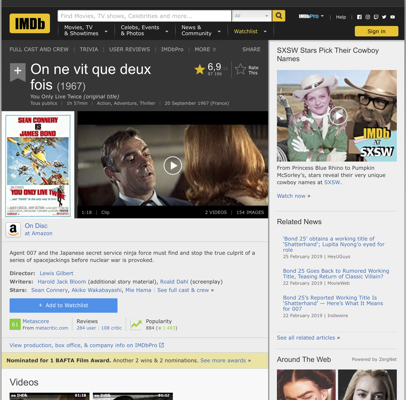 IMDb
Find Movies, TV shows, Celebrities and more...
All
IMDbPro
Help
Movies, TV & Showtimes
Celebs, Events & Photos
News & Community
Watchlist
Sign in
FULL CAST AND CREW | TRIVIA | USER REVIEWS | IMDbPro | MORE
SHARE
On ne vit que deux
fois (1967)
You Only Live Twice (original title)
Tous publics | 1h 57min | Action, Adventure, Thriller | 20 September 1967 (France)
6,9
Rate
This
SEAN CONNERY
IS JAMES BOND
YOU ONLY LIVE TWICE
1:18 | Clip
2 VIDEOS | 154 IMAGES
On Disc
at Amazon
Agent 007 and the Japanese secret service ninja force must find and stop the true culprit of a
series of spacejackings before nuclear war is provoked.
Director: Lewis Gilbert
Writers: Harold Jack Bloom (additional story material), Roald Dahl (screenplay)
Stars: Sean Connery, Akiko Wakabayashi, Mie Hama | See full cast & crew »
+ Add to Watchlist
61
Metascore
From metacritic.com
Reviews
284 user | 108 critic
Popularity
View production, box office, & company info on IMDbPro
Nominated for 1 BAFTA Film Award. Another 2 wins & 2 nominations. See more awards »
Videos
SXSW Stars Pick Their Cowboy
Names
IMDb
AT
SXSW
From Princess Blue Rhino to Pumpkin
McSorley, the stars reveal their very unique
cowboy names at SXSW.
Watch now »
Related News
'Bond 25' obtains a working title of
'Shatterhand'; Lupita Nyong'o eyed for
role
25 February 2019 | HeyUGuys
Bond 25 Goes Back to Rumored Working
Title, Teases Return of Classic Villain?
22 February 2019 | MovieWeb
Bond 25's Reported Working Title Is
'Shatterhand' — Here's What It Means
for 007
22 February 2019 | Indiewire
See all related articles »
Around The Web | Powered by ZergNet